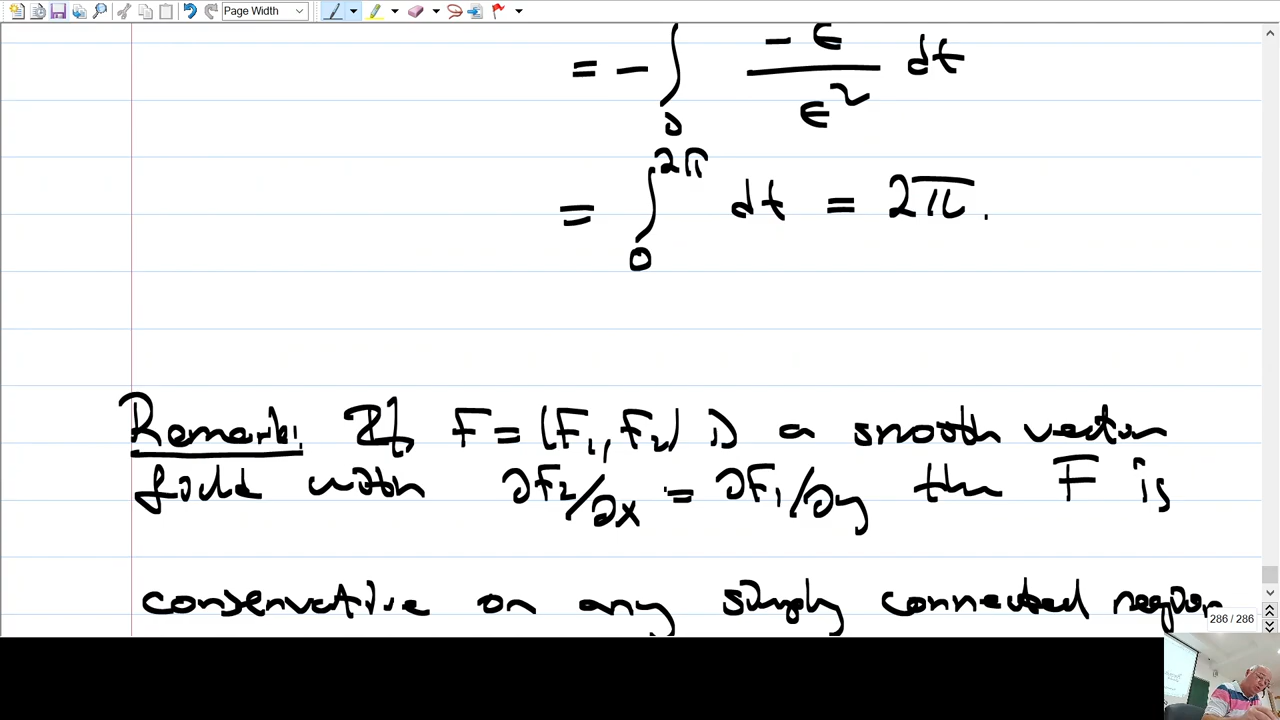 Page Width
= - ∫₀ -ϵ/ϵ² dt
= ∫₀^2π dt = 2π.
Remark: If F = (F₁, F₂) is a smooth vector
field with ∂F₂/∂x = ∂F₁/∂y then F is
conservative on any simply connected region
286 / 286